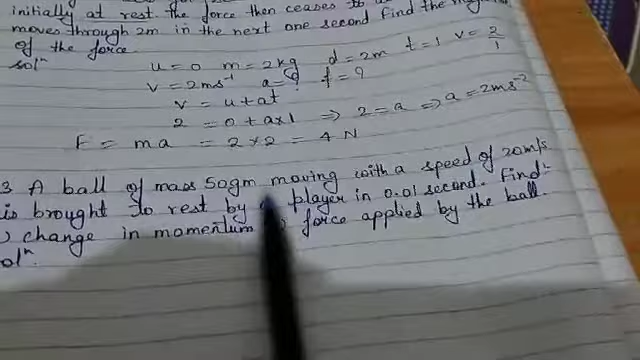 initially at rest. the force then ceases to
moves through 2m in the next one second find the
of the force
solⁿ u = 0 m = 2kg d = 2m t = 1 v = 2/1
v = 2ms⁻¹ a = ? f = ?
v = u + at
2 = 0 + a×1 ⇒ 2 = a ⇒ a = 2ms⁻²
F = ma = 2×2 = 4 N
3 A ball of mass 50gm moving with a speed of 20m/s
is brought to rest by player in 0.01 second. Find:
) change in momentum force applied by the ball.
olⁿ.